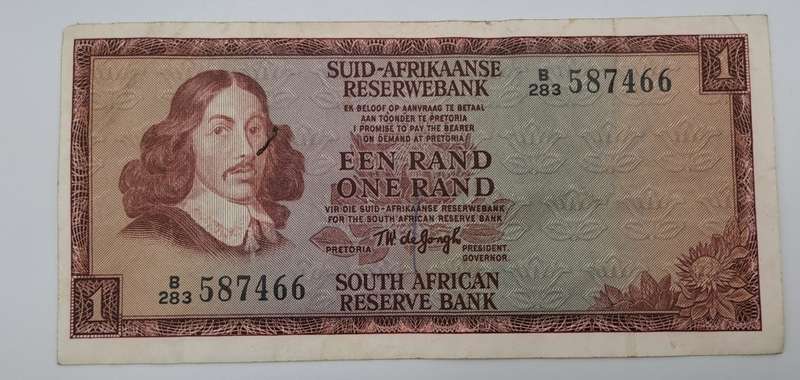 SUID-AFRIKAANSE
RESERWEBANK
B
283 587466
1
EK BELOOF OP AANVRAAG TE BETAAL
AAN TOONDER TE PRETORIA
I PROMISE TO PAY THE BEARER
ON DEMAND AT PRETORIA
EEN RAND
ONE RAND
VIR DIE SUID-AFRIKAANSE RESERWEBANK
FOR THE SOUTH AFRICAN RESERVE BANK
TW de Jongh
PRETORIA
PRESIDENT
GOVERNOR
1
B
283 587466
SOUTH AFRICAN
RESERVE BANK